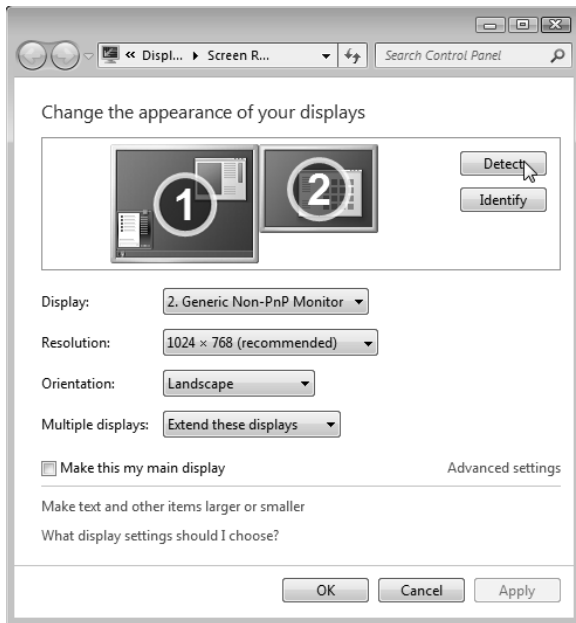 « Displ... ▸ Screen R...
Search Control Panel
Change the appearance of your displays
1
2
Detect
Identify
Display: 2. Generic Non-PnP Monitor
Resolution: 1024 × 768 (recommended)
Orientation: Landscape
Multiple displays: Extend these displays
Make this my main display
Advanced settings
Make text and other items larger or smaller
What display settings should I choose?
OK Cancel Apply